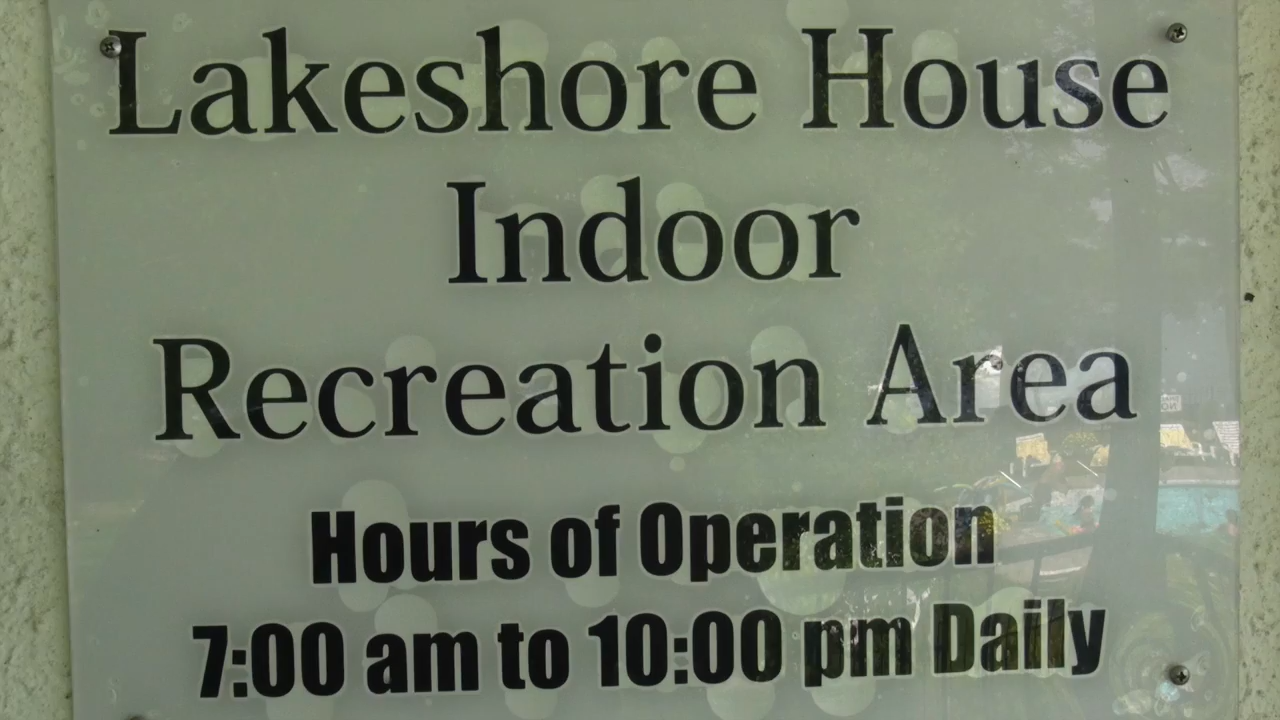 Lakeshore House
Indoor
Recreation Area
Hours of Operation
7:00 am to 10:00 pm Daily